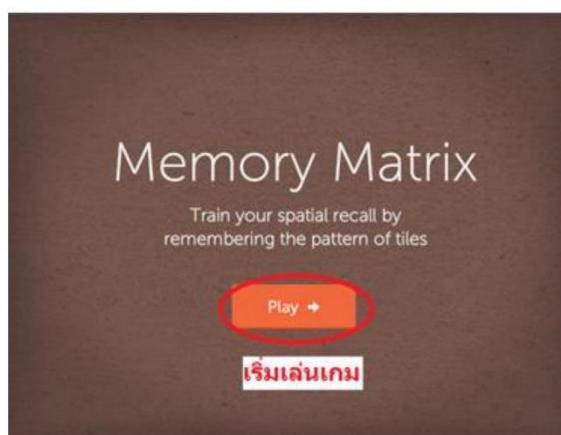 Memory Matrix
Train your spatial recall by
remembering the pattern of tiles
Play
เริ่มเล่นเกม